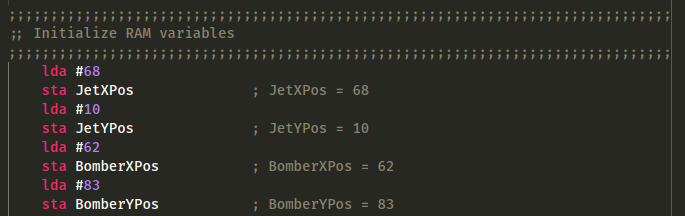 ;;;;;;;;;;;;;;;;;;;;;;;;;;;;;;;;;;;;;;;;;;;;;;;;;;;;;;;;;;;;;;;;;;;;;;;;;;;;;;;
;; Initialize RAM variables
;;;;;;;;;;;;;;;;;;;;;;;;;;;;;;;;;;;;;;;;;;;;;;;;;;;;;;;;;;;;;;;;;;;;;;;;;;;;;;;
    lda #68
    sta JetXPos              ; JetXPos = 68
    lda #10
    sta JetYPos              ; JetYPos = 10
    lda #62
    sta BomberXPos           ; BomberXPos = 62
    lda #83
    sta BomberYPos           ; BomberYPos = 83